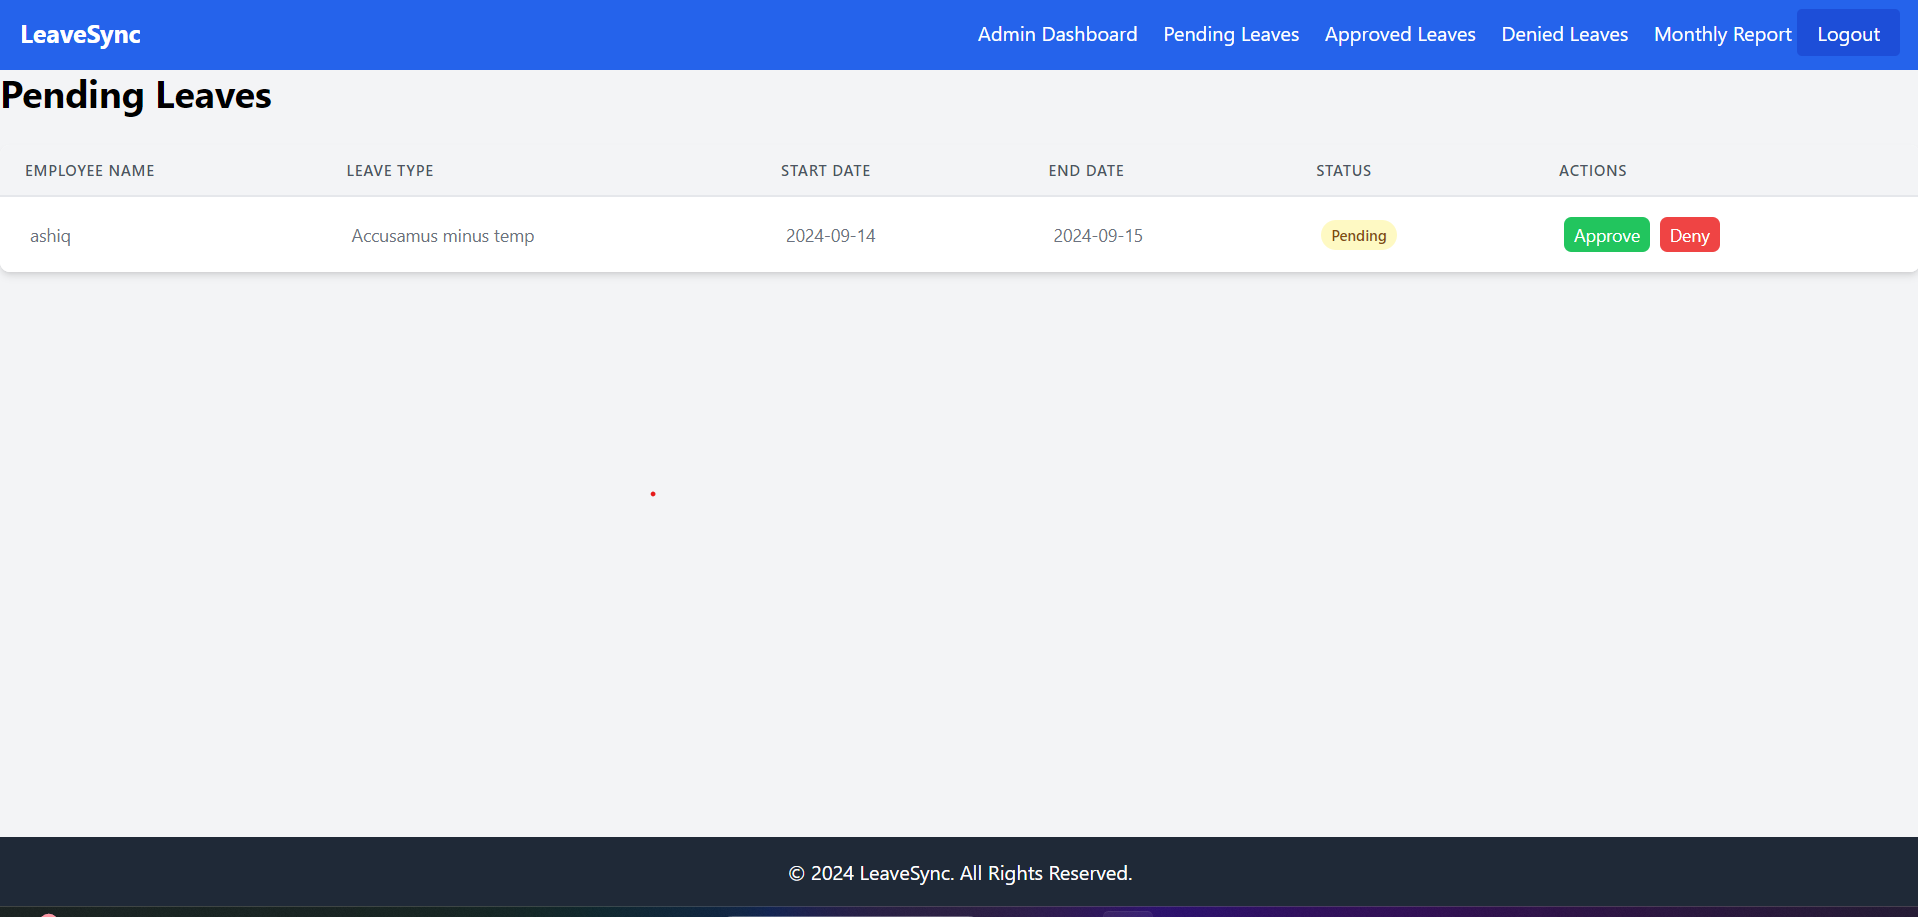 LeaveSync Admin Dashboard Pending Leaves Approved Leaves Denied Leaves Monthly Report Logout
Pending Leaves
EMPLOYEE NAME LEAVE TYPE START DATE END DATE STATUS ACTIONS
ashiq Accusamus minus temp 2024-09-14 2024-09-15 Pending Approve Deny
© 2024 LeaveSync. All Rights Reserved.